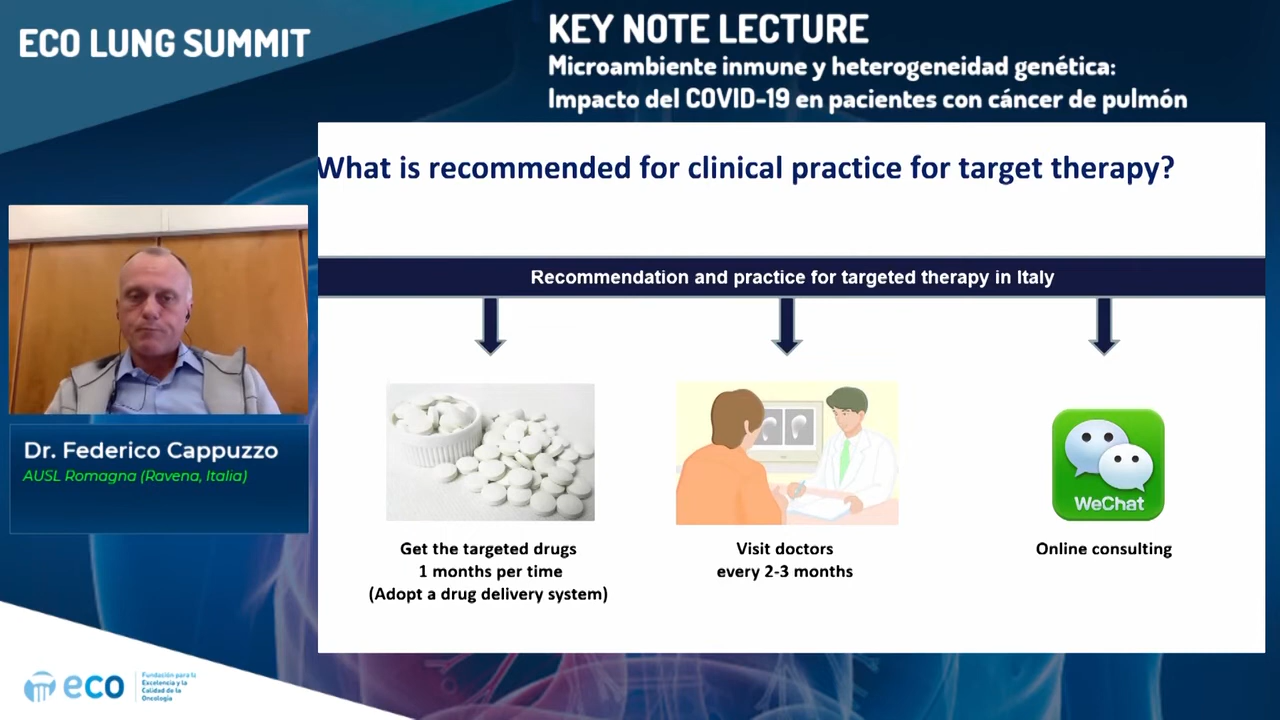 ECO LUNG SUMMIT
KEY NOTE LECTURE
Microambiente inmune y heterogeneidad genética:
Impacto del COVID-19 en pacientes con cáncer de pulmón
What is recommended for clinical practice for target therapy?
Recommendation and practice for targeted therapy in Italy
Dr. Federico Cappuzzo
AUSL Romagna (Ravena, Italia)
WeChat
Get the targeted drugs
1 months per time
(Adopt a drug delivery system)
Visit doctors
every 2-3 months
Online consulting
eco
Fundación para la
Excelencia y la
Calidad de la
Oncología